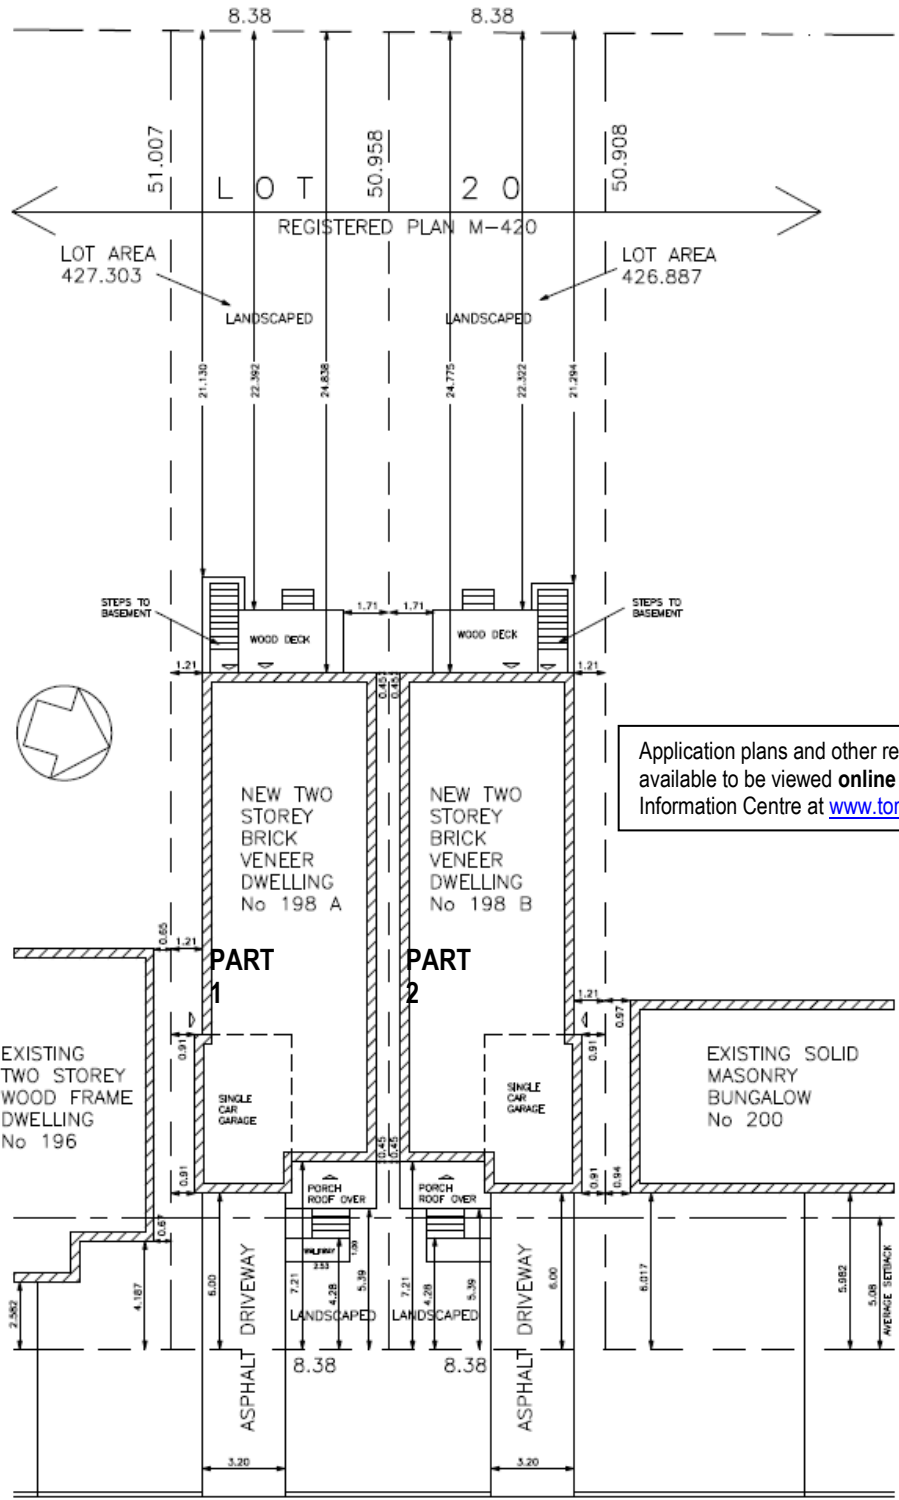 8.38
8.38
51.007
50.958
50.908
LOT 20
REGISTERED PLAN M-420
LOT AREA
427.303
LOT AREA
426.887
LANDSCAPED
LANDSCAPED
21.130
22.392
24.838
24.775
22.322
21.294
STEPS TO
BASEMENT
WOOD DECK
1.71
1.71
WOOD DECK
STEPS TO
BASEMENT
1.21
0.45
0.45
1.21
Application plans and other re
available to be viewed online
Information Centre at www.tor
NEW TWO
STOREY
BRICK
VENEER
DWELLING
No 198 A
NEW TWO
STOREY
BRICK
VENEER
DWELLING
No 198 B
0.65
1.21
PART
1
PART
2
1.21
0.97
0.91
0.91
EXISTING
TWO STOREY
WOOD FRAME
DWELLING
No 196
SINGLE
CAR
GARAGE
SINGLE
CAR
GARAGE
EXISTING SOLID
MASONRY
BUNGALOW
No 200
0.45
0.45
0.91
0.91
0.94
PORCH
ROOF OVER
PORCH
ROOF OVER
0.67
WALKWAY
2.53
1.00
2.582
4.187
6.00
7.21
4.28
5.39
7.21
4.28
5.39
6.00
6.017
5.982
5.08
AVERAGE SETBACK
LANDSCAPED
LANDSCAPED
ASPHALT DRIVEWAY
ASPHALT DRIVEWAY
8.38
8.38
3.20
3.20